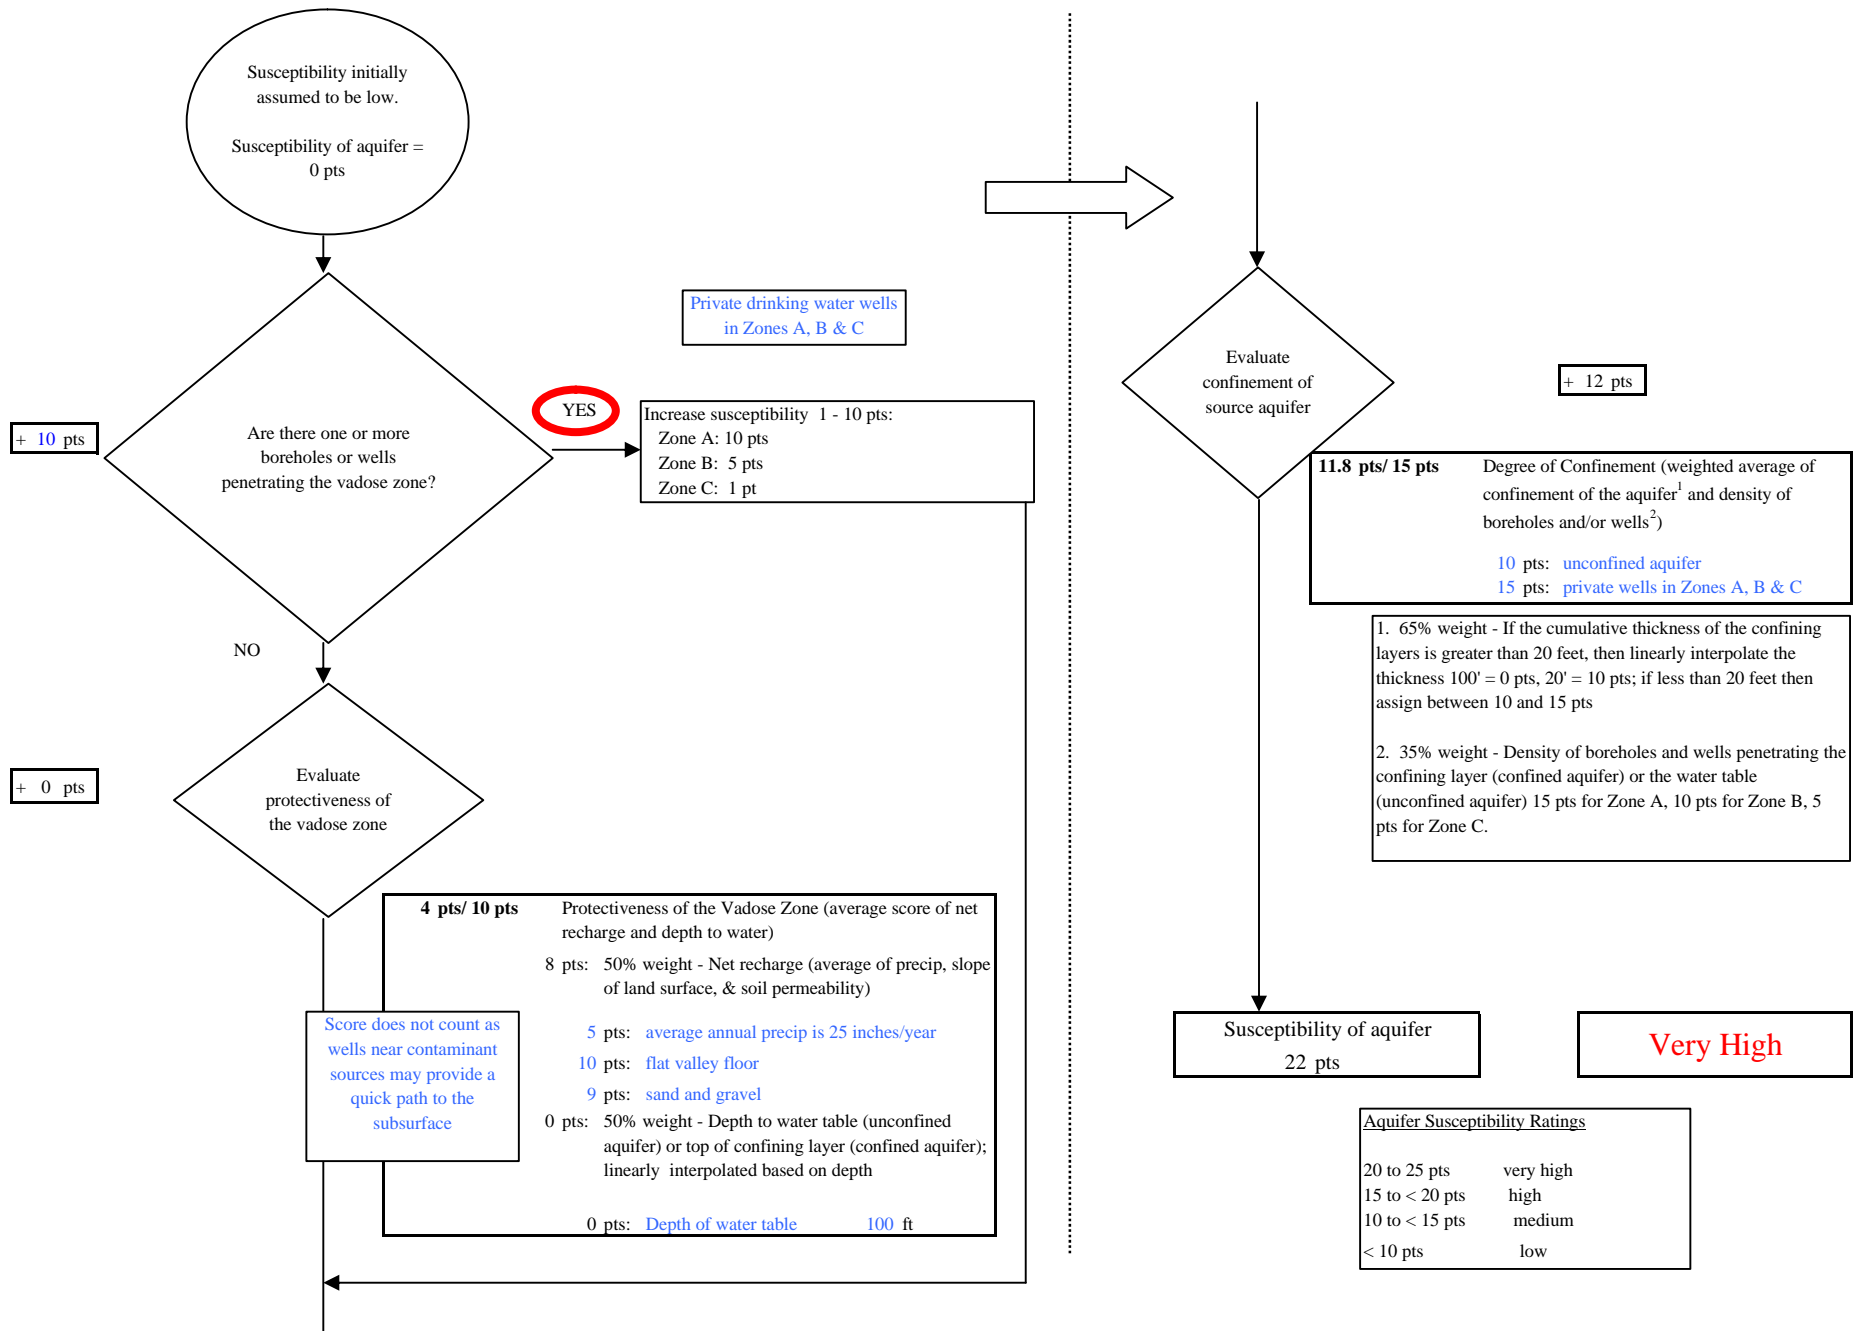 Susceptibility initially
assumed to be low.
Susceptibility of aquifer =
0 pts
Private drinking water wells
in Zones A, B & C
+ 10 pts
Are there one or more
boreholes or wells
penetrating the vadose zone?
YES
Increase susceptibility 1 - 10 pts:
Zone A: 10 pts
Zone B: 5 pts
Zone C: 1 pt
NO
+ 0 pts
Evaluate
protectiveness of
the vadose zone
4 pts/ 10 pts Protectiveness of the Vadose Zone (average score of net
recharge and depth to water)
8 pts: 50% weight - Net recharge (average of precip, slope
of land surface, & soil permeability)
5 pts: average annual precip is 25 inches/year
10 pts: flat valley floor
9 pts: sand and gravel
0 pts: 50% weight - Depth to water table (unconfined
aquifer) or top of confining layer (confined aquifer);
linearly interpolated based on depth
0 pts: Depth of water table 100 ft
Score does not count as
wells near contaminant
sources may provide a
quick path to the
subsurface
Evaluate
confinement of
source aquifer
+ 12 pts
11.8 pts/ 15 pts Degree of Confinement (weighted average of
confinement of the aquifer1 and density of
boreholes and/or wells2)
10 pts: unconfined aquifer
15 pts: private wells in Zones A, B & C
1. 65% weight - If the cumulative thickness of the confining
layers is greater than 20 feet, then linearly interpolate the
thickness 100' = 0 pts, 20' = 10 pts; if less than 20 feet then
assign between 10 and 15 pts
2. 35% weight - Density of boreholes and wells penetrating the
confining layer (confined aquifer) or the water table
(unconfined aquifer) 15 pts for Zone A, 10 pts for Zone B, 5
pts for Zone C.
Susceptibility of aquifer
22 pts
Very High
Aquifer Susceptibility Ratings
20 to 25 pts very high
15 to < 20 pts high
10 to < 15 pts medium
< 10 pts low